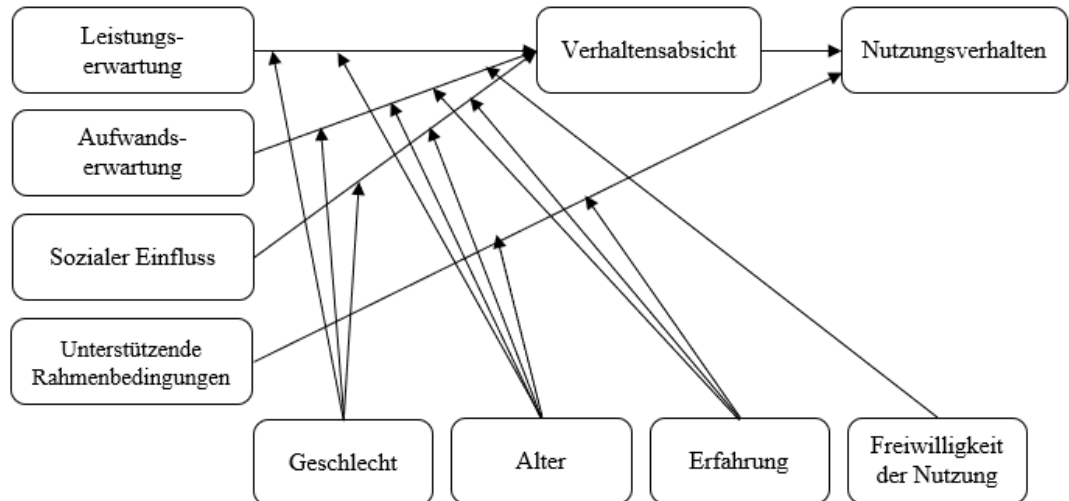 Leistungs-
erwartung
Verhaltensabsicht
Nutzungsverhalten
Aufwands-
erwartung
Sozialer Einfluss
Unterstützende
Rahmenbedingungen
Geschlecht
Alter
Erfahrung
Freiwilligkeit
der Nutzung